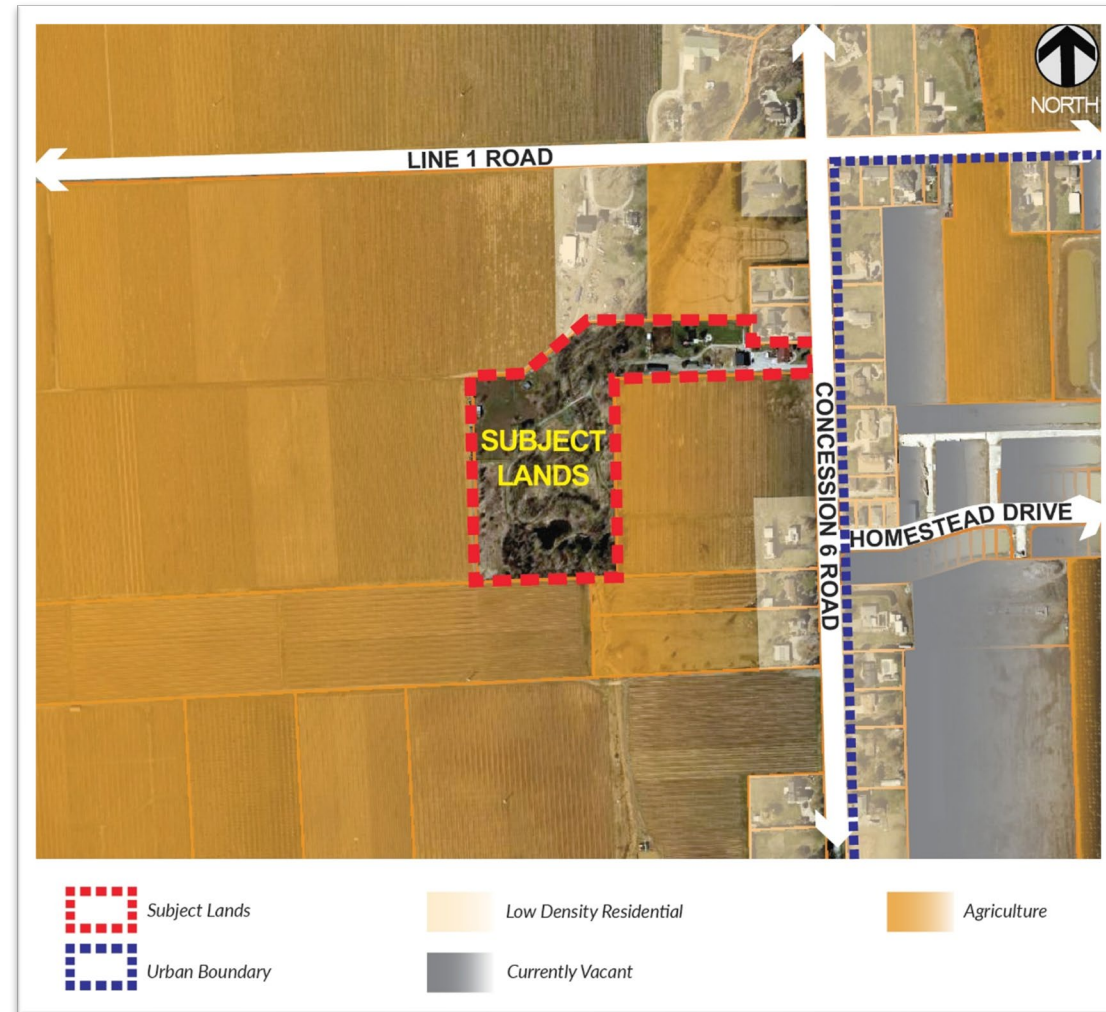 NORTH
LINE 1 ROAD
SUBJECT
LANDS
CONCESSION 6 ROAD
HOMESTEAD DRIVE
Subject Lands
Low Density Residential
Agriculture
Urban Boundary
Currently Vacant